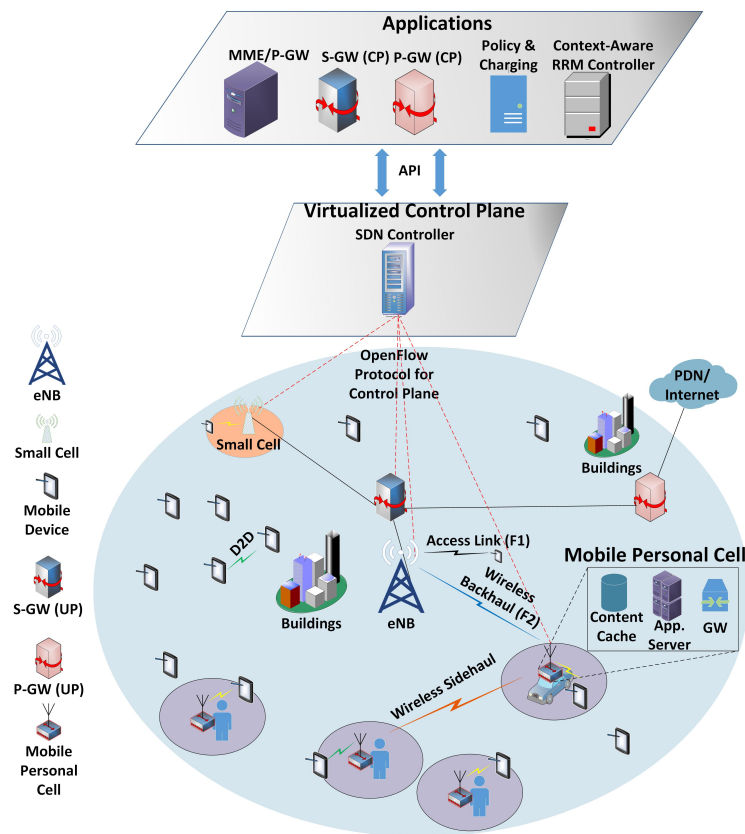 Applications
MME/P-GW
S-GW (CP)
P-GW (CP)
Policy &
Charging
Context-Aware
RRM Controller
API
Virtualized Control Plane
SDN Controller
OpenFlow
Protocol for
Control Plane
eNB
Small Cell
Mobile
Device
S-GW (UP)
P-GW (UP)
Mobile
Personal
Cell
Small Cell
PDN/
Internet
Buildings
D2D
Buildings
eNB
Access Link (F1)
Wireless
Backhaul (F2)
Mobile Personal Cell
Content
Cache
App.
Server
GW
Wireless Sidehaul